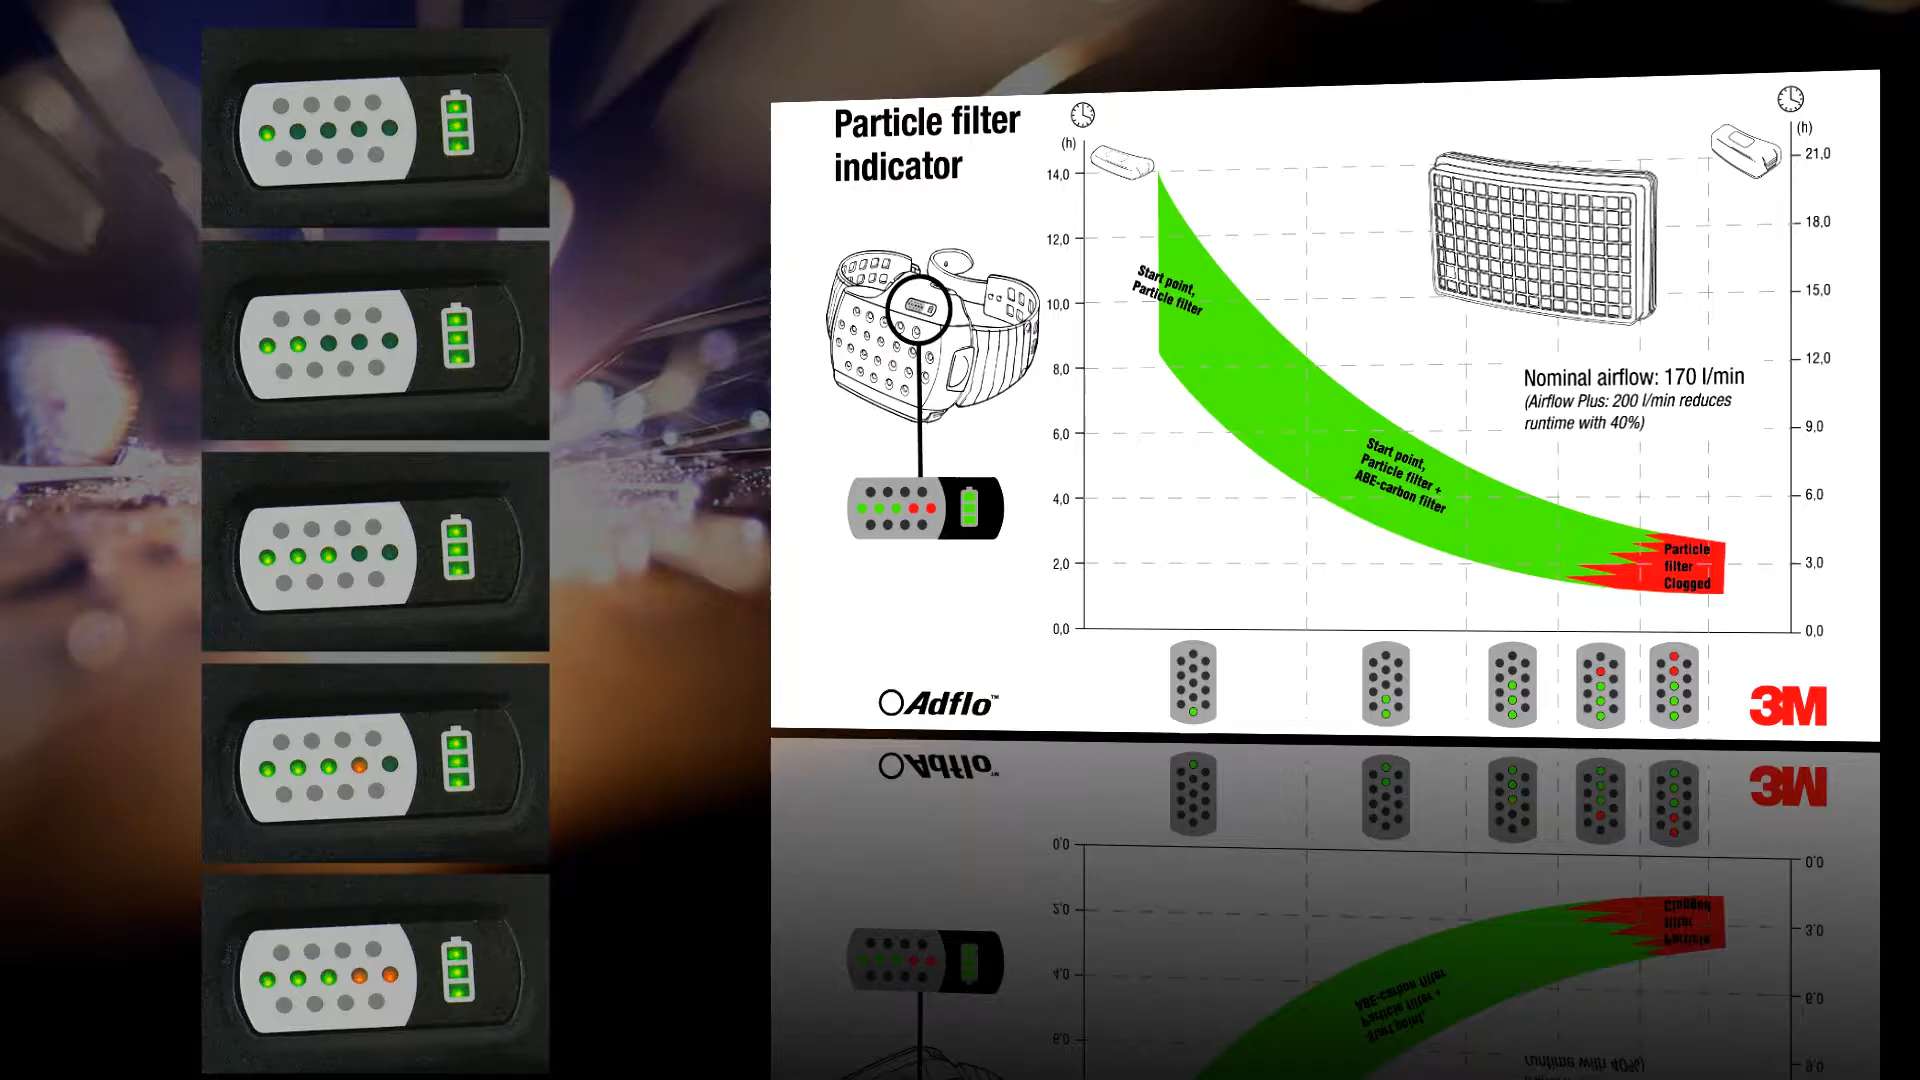 Particle filter
indicator
(h)
14,0
12,0
10,0
8,0
6,0
4,0
2,0
0,0
Start point,
Particle filter
Start point,
Particle filter +
ABE-carbon filter
Particle
filter
Clogged
Nominal airflow: 170 l/min
(Airflow Plus: 200 l/min reduces
runtime with 40%)
(h)
21,0
18,0
15,0
12,0
9,0
6,0
3,0
0,0
Adflo™
3M